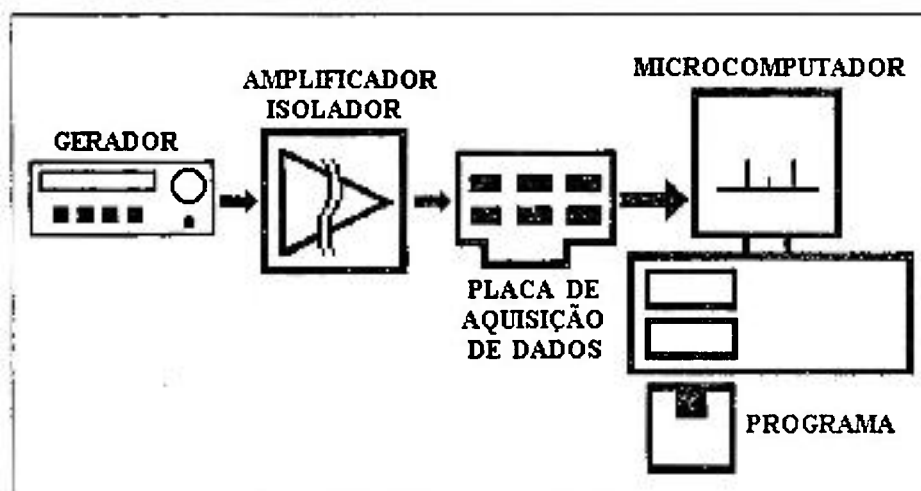 GERADOR
AMPLIFICADOR
ISOLADOR
PLACA DE
AQUISIÇÃO
DE DADOS
MICROCOMPUTADOR
PROGRAMA